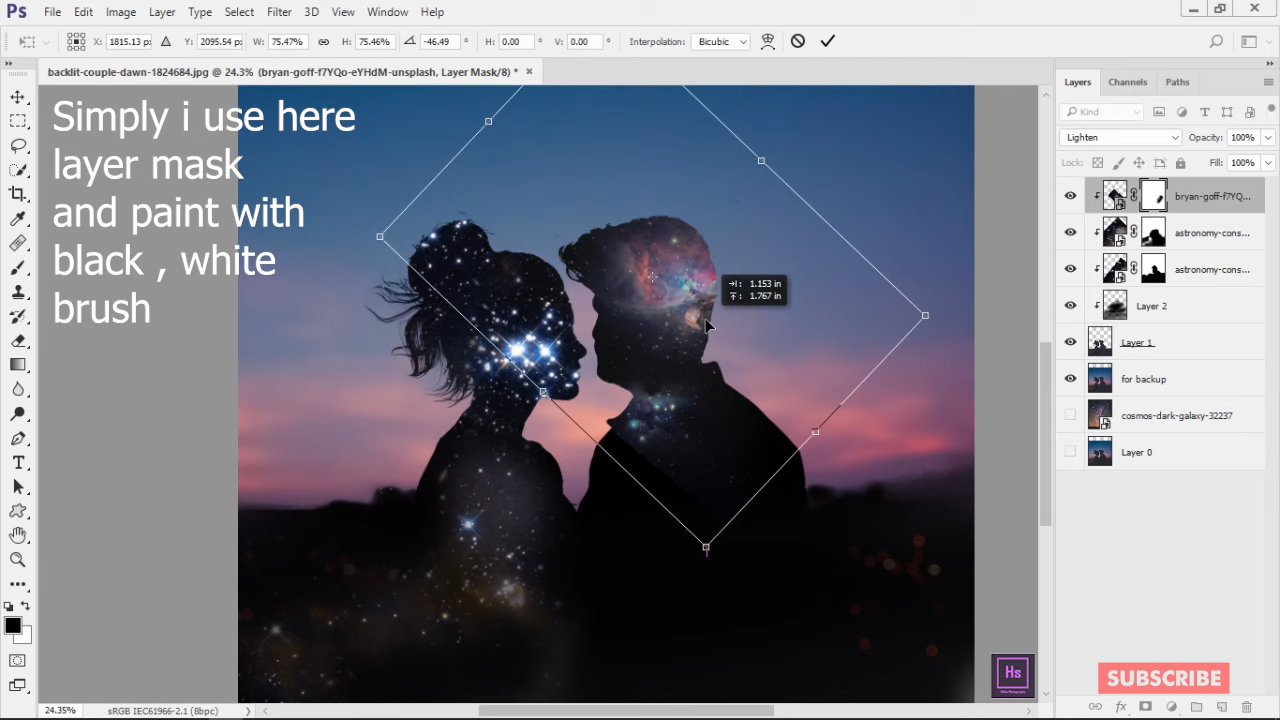 Ps File Edit Image Layer Type Select Filter 3D View Window Help
X: 1815.13 px Y: 2095.54 px W: 75.47% H: 75.46% -46.49 ° H: 0.00 ° V: 0.00 ° Interpolation: Bicubic
backlit-couple-dawn-1824684.jpg @ 24.3% (bryan-goff-f7YQo-eYHdM-unsplash, Layer Mask/8) *
Simply i use here
layer mask
and paint with
black , white
brush
1.153 in
1.767 in
Layers Channels Paths
Kind
Lighten Opacity: 100%
Lock: Fill: 100%
bryan-goff-f7YQ...
astronomy-cons...
astronomy-cons...
Layer 2
Layer 1
for backup
cosmos-dark-galaxy-32237
Layer 0
Hs
SUBSCRIBE
24.35% sRGB IEC61966-2.1 (8bpc)